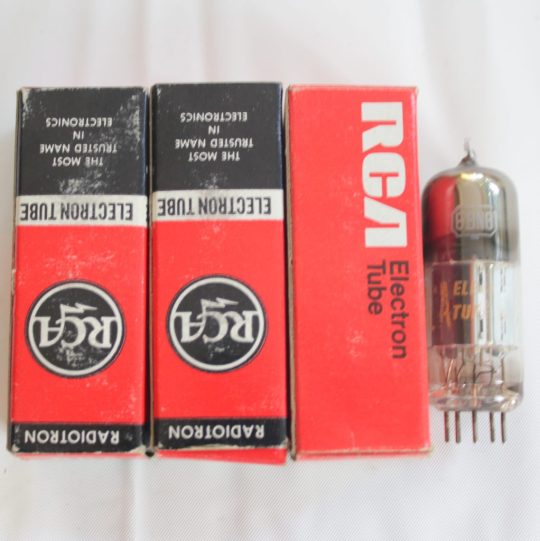 THE MOST
TRUSTED NAME
IN
ELECTRONICS
ELECTRON TUBE
RCA
RADIOTRON
THE MOST
TRUSTED NAME
IN
ELECTRONICS
ELECTRON TUBE
RCA
RADIOTRON
RCA
Electron
Tube